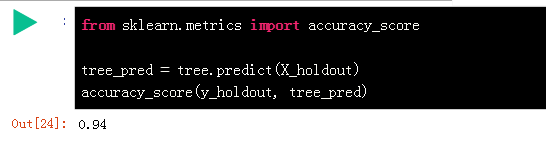 :
from sklearn.metrics import accuracy_score
tree_pred = tree.predict(X_holdout)
accuracy_score(y_holdout, tree_pred)
Out[24]: 0.94